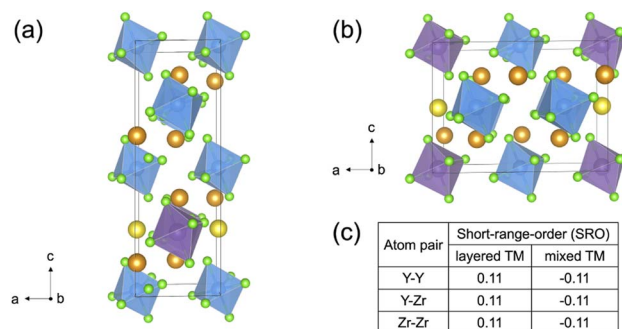 (a)
c
a
b
(b)
c
a
b
(c)
Atom pair
Short-range-order (SRO)
layered TM
mixed TM
Y-Y 0.11 -0.11
Y-Zr 0.11 -0.11
Zr-Zr 0.11 -0.11